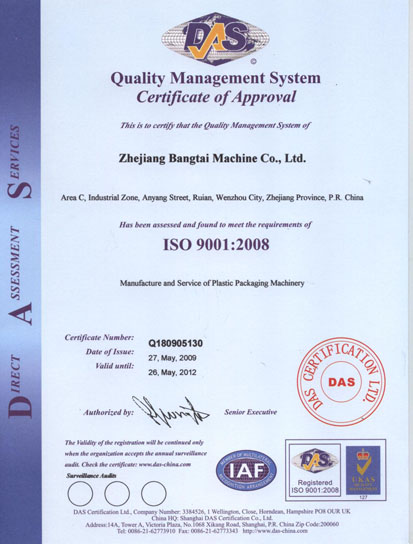 DAS
©
Quality Management System
Certificate of Approval
This is to certify that the Quality Management System of
Zhejiang Bangtai Machine Co., Ltd.
Area C, Industrial Zone, Anyang Street, Ruian, Wenzhou City, Zhejiang Province, P.R. China
Has been assessed and found to meet the requirements of
ISO 9001:2008
Manufacture and Service of Plastic Packaging Machinery
Certificate Number: Q180905130
Date of Issue: 27, May, 2009
Valid until: 26, May, 2012
Authorized by: Senior Executive
DAS CERTIFICATION LTD.
DAS
The Validity of the registration will be continued only
when the organization accepts the annual surveillance
audit. Check the certificate: www.das-china.com
Surveillance Audits
MEMBER OF MULTILATERAL
IAF
RECOGNITION ARRANGEMENT
DAS
Registered
ISO 9001:2008
UKAS
QUALITY
MANAGEMENT
127
DAS Certification Ltd., Company Number: 3384526, 1 Wellington, Close, Horndean, Hampshire PO8 OUR UK
China HQ: Shanghai DAS Certification Co., Ltd.
Address:14A, Tower A, Victoria Plaza, No.1068 Xikang Road, Shanghai, P.R. China Zip Code:200060
Tel: 0086-21-62773910 Fax: 0086-21-62773343 http://www.das-china.com
DIRECT ASSESSMENT SERVICES